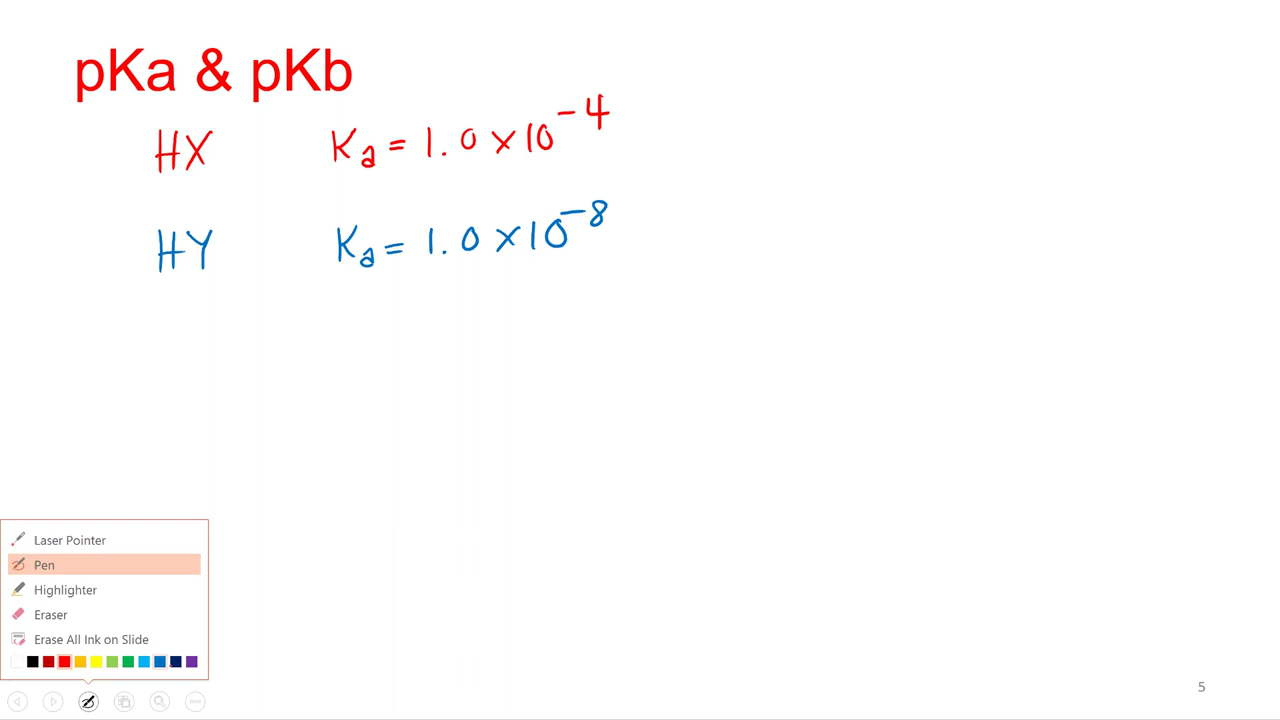 pKa & pKb
HX Ka = 1.0 × 10⁻⁴
HY Ka = 1.0 × 10⁻⁸
Laser Pointer
Pen
Highlighter
Eraser
Erase All Ink on Slide
5